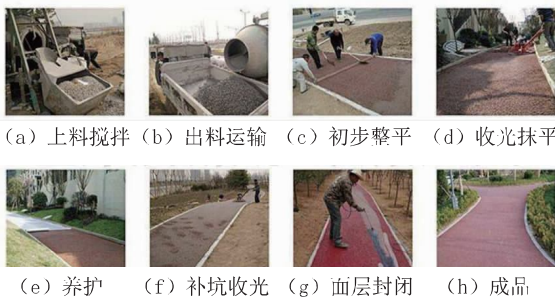 (a) 上料搅拌 (b) 出料运输 (c) 初步整平 (d) 收光抹平
(e) 养护 (f) 补坑收光 (g) 面层封闭 (h) 成品